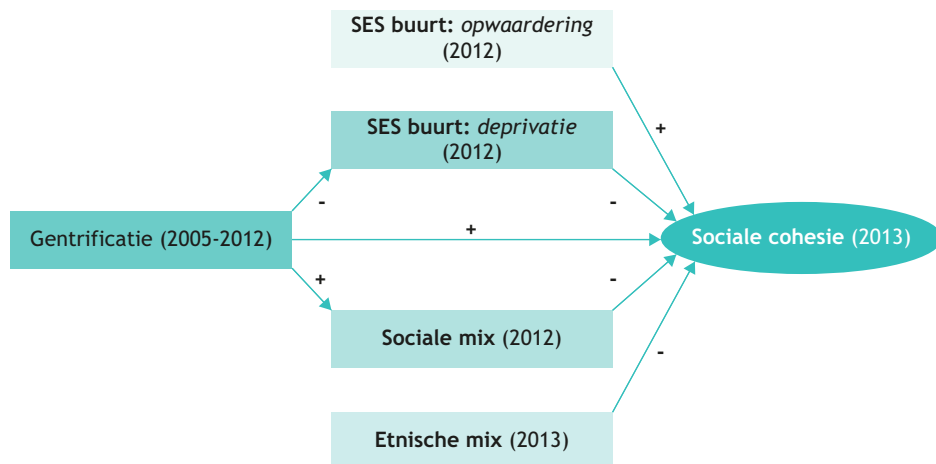 SES buurt: opwaardering
(2012)
+
SES buurt: deprivatie
(2012)
-
-
Gentrificatie (2005-2012)
+
Sociale cohesie (2013)
+
-
Sociale mix (2012)
-
Etnische mix (2013)